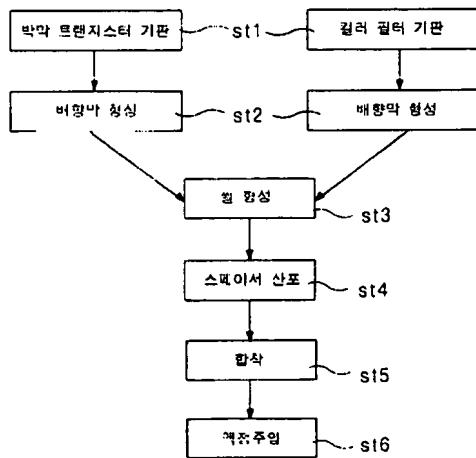 박막 트랜지스터 기판 st1 컬러 필터 기판
배향막 형성 st2 배향막 형성
씰 형성 st3
스페이서 산포 st4
합착 st5
액정주입 st6